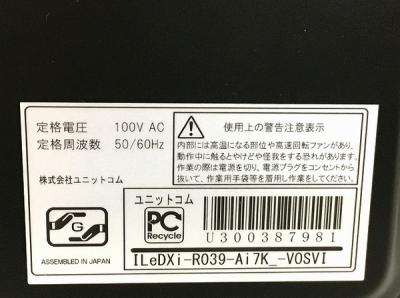 定格電圧 100V AC
定格周波数 50/60Hz
株式会社ユニットコム
使用上の警告注意表示
内部には高温になる部位や高速回転ファンがあり、
動作中に触るとやけどや怪我をする恐れがあります。
作業の際は、電源を切り、電源プラグをコンセントから
抜いて、作業用手袋等を着用し作業をしてください。
G
ASSEMBLED IN JAPAN
ユニットコム
PC
Recycle
U300387981
ILeDXi-R039-Ai7K_-VOSVI